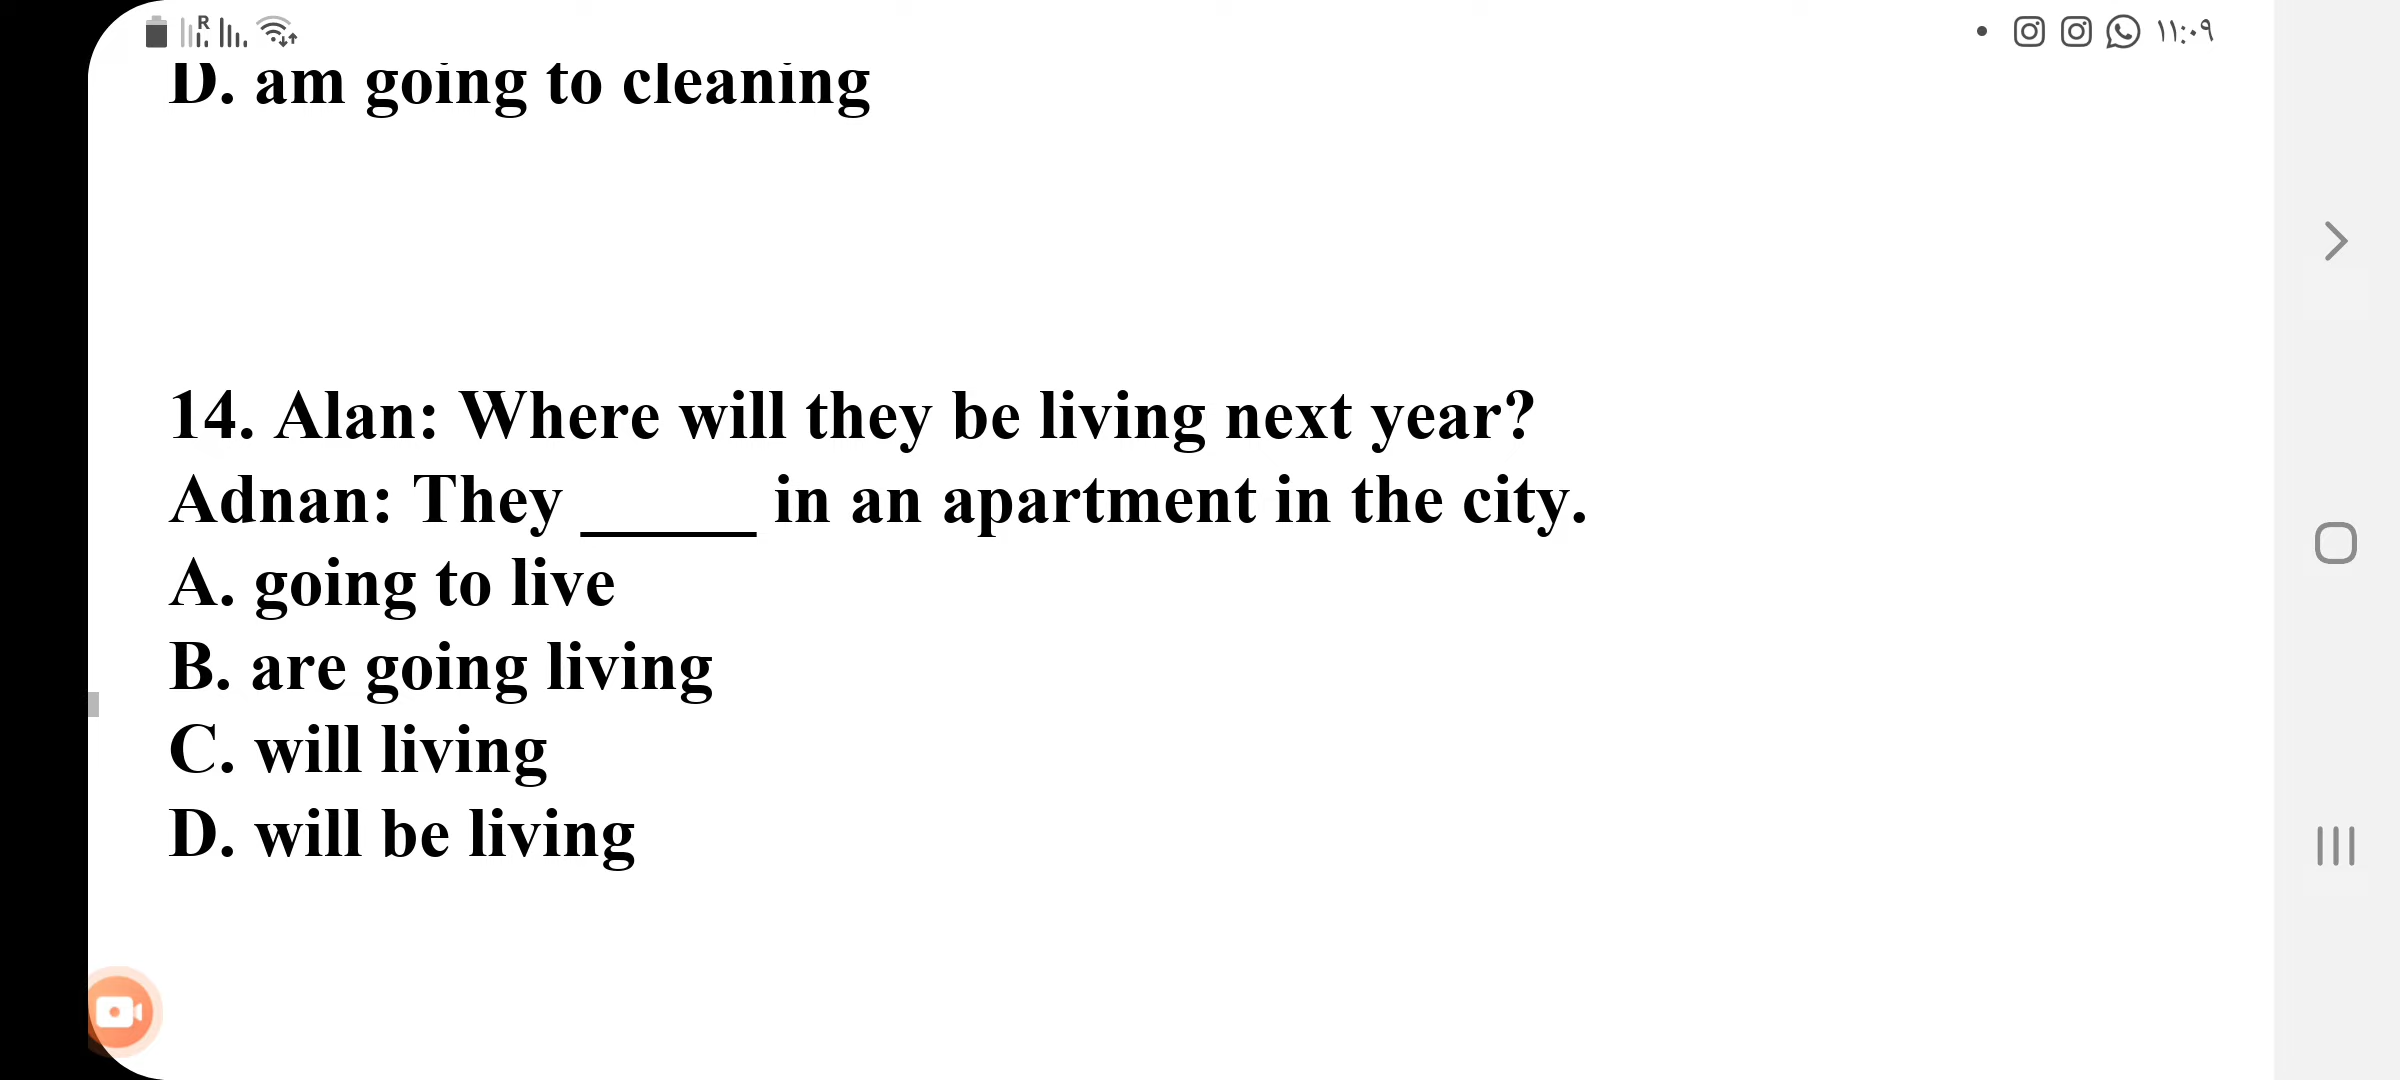 R ١١:٠٩
D. am going to cleaning
14. Alan: Where will they be living next year?
Adnan: They _____ in an apartment in the city.
A. going to live
B. are going living
C. will living
D. will be living